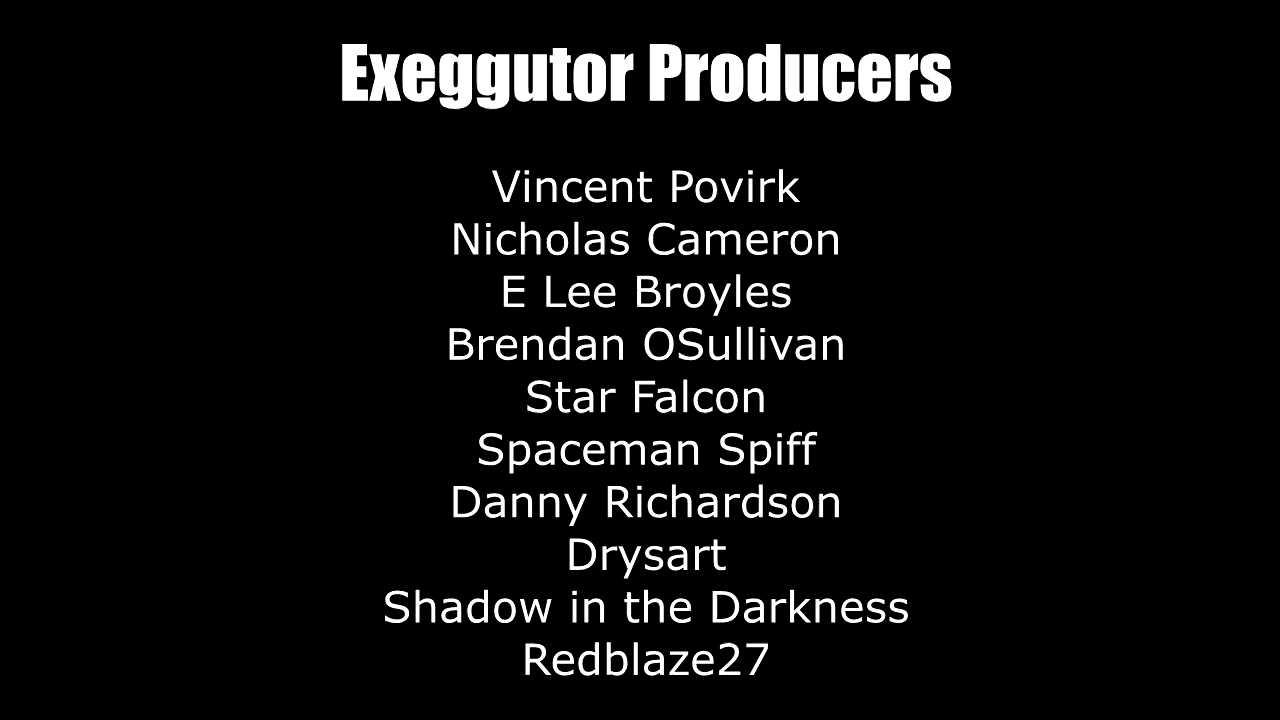 Exeggutor Producers
Vincent Povirk
Nicholas Cameron
E Lee Broyles
Brendan OSullivan
Star Falcon
Spaceman Spiff
Danny Richardson
Drysart
Shadow in the Darkness
Redblaze27